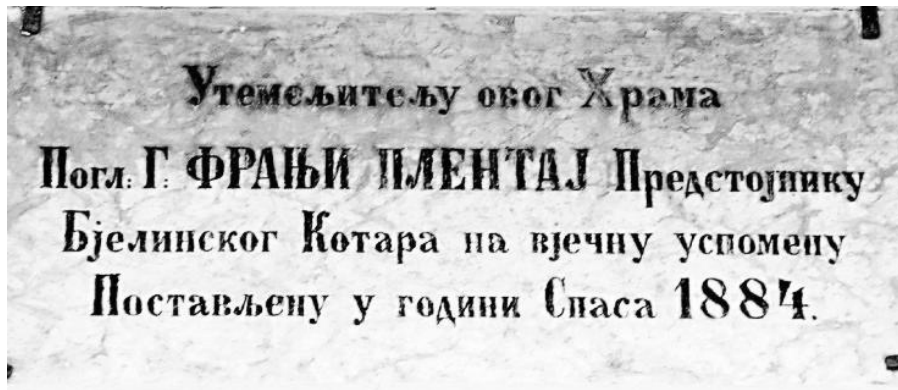 Утемељитељу овог Храма
Погл: Г: ФРАЊИ ПЛЕНТАЈ Предстојнику
Бјелинског Котара на вјечну успомену
Постављену у години Спаса 1884.